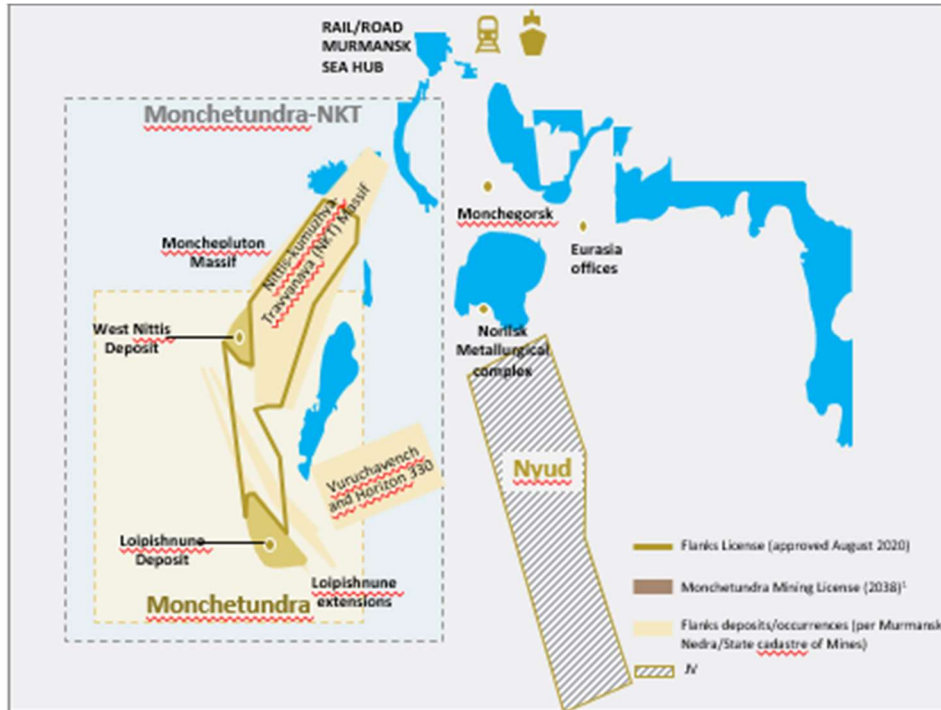 RAIL/ROAD
MURMANSK
SEA HUB
Monchetundra-NKT
Monchepluton
Massif
Nittis-kumuzhya-
Travyanaya (NKT) Massif
Monchegorsk
Eurasia
offices
West Nittis
Deposit
Norilsk
Metallurgical
complex
Vuruchavench
and Horizon 330
Nyud
Loipishnune
Deposit
Loipishnune
extensions
Monchetundra
Flanks License (approved August 2020)
Monchetundra Mining License (2038)¹
Flanks deposits/occurrences (per Murmansk
Nedra/State cadastre of Mines)
JV